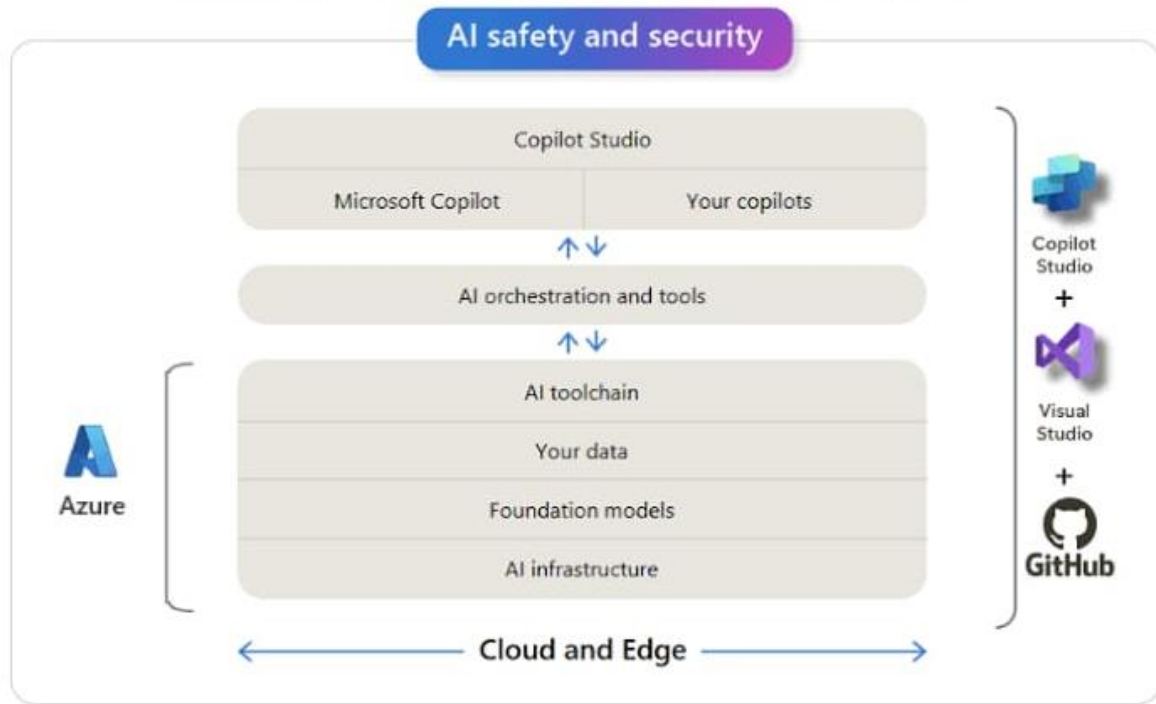 AI safety and security
Copilot Studio
Microsoft Copilot
Your copilots
AI orchestration and tools
AI toolchain
Your data
Foundation models
AI infrastructure
Azure
Copilot
Studio
+
Visual
Studio
+
GitHub
Cloud and Edge